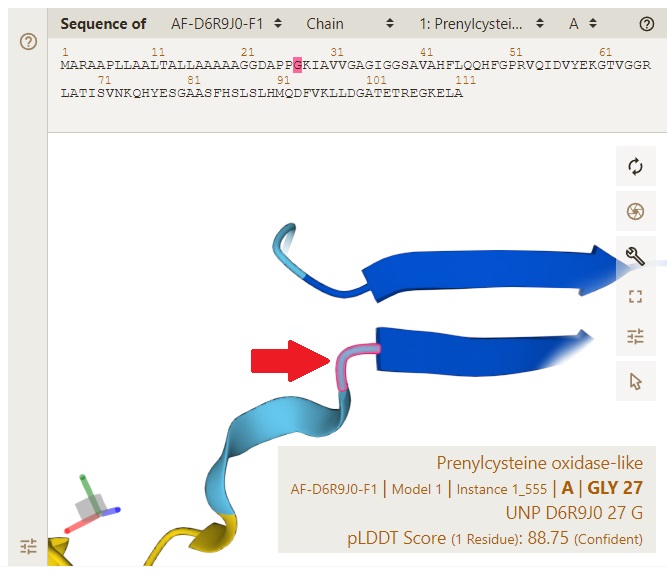 Sequence of AF-D6R9J0-F1 Chain 1: Prenylcystei... A
1 11 21 31 41 51 61
MARAAPLLAALTALLAAAAAGGDAPPGKIAVVGAGIGGSAVAHFLQQHFGPRVQIDVYEKGTVGGR
71 81 91 101 111
LATISVNKQHYESGAASFHSLSLHMQDFVKLLDGATETREGKELA
Prenylcysteine oxidase-like
AF-D6R9J0-F1 | Model 1 | Instance 1_555 | A | GLY 27
UNP D6R9J0 27 G
pLDDT Score (1 Residue): 88.75 (Confident)